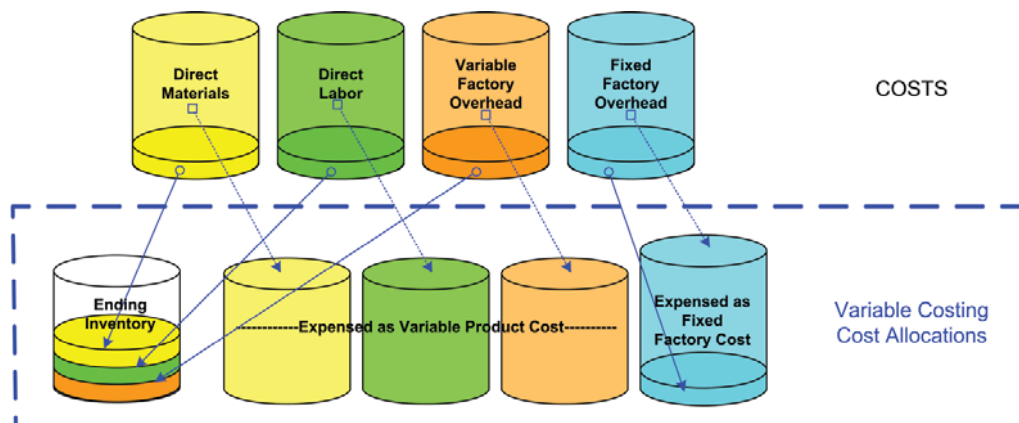 Direct
Materials
Direct
Labor
Variable
Factory
Overhead
Fixed
Factory
Overhead
COSTS
Ending
Inventory
-----------Expensed as Variable Product Cost---------
Expensed as
Fixed
Factory Cost
Variable Costing
Cost Allocations